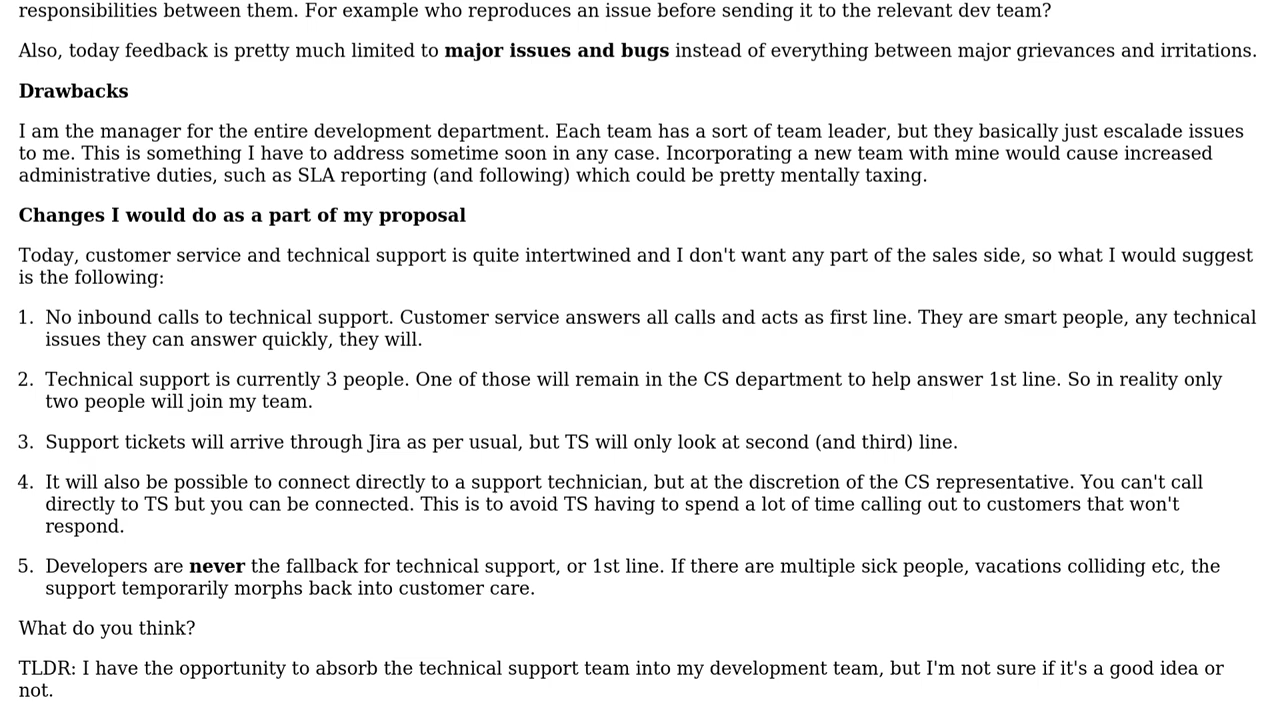 responsibilities between them. For example who reproduces an issue before sending it to the relevant dev team?
Also, today feedback is pretty much limited to major issues and bugs instead of everything between major grievances and irritations.
Drawbacks
I am the manager for the entire development department. Each team has a sort of team leader, but they basically just escalade issues
to me. This is something I have to address sometime soon in any case. Incorporating a new team with mine would cause increased
administrative duties, such as SLA reporting (and following) which could be pretty mentally taxing.
Changes I would do as a part of my proposal
Today, customer service and technical support is quite intertwined and I don't want any part of the sales side, so what I would suggest
is the following:
1. No inbound calls to technical support. Customer service answers all calls and acts as first line. They are smart people, any technical
issues they can answer quickly, they will.
2. Technical support is currently 3 people. One of those will remain in the CS department to help answer 1st line. So in reality only
two people will join my team.
3. Support tickets will arrive through Jira as per usual, but TS will only look at second (and third) line.
4. It will also be possible to connect directly to a support technician, but at the discretion of the CS representative. You can't call
directly to TS but you can be connected. This is to avoid TS having to spend a lot of time calling out to customers that won't
respond.
5. Developers are never the fallback for technical support, or 1st line. If there are multiple sick people, vacations colliding etc, the
support temporarily morphs back into customer care.
What do you think?
TLDR: I have the opportunity to absorb the technical support team into my development team, but I'm not sure if it's a good idea or
not.